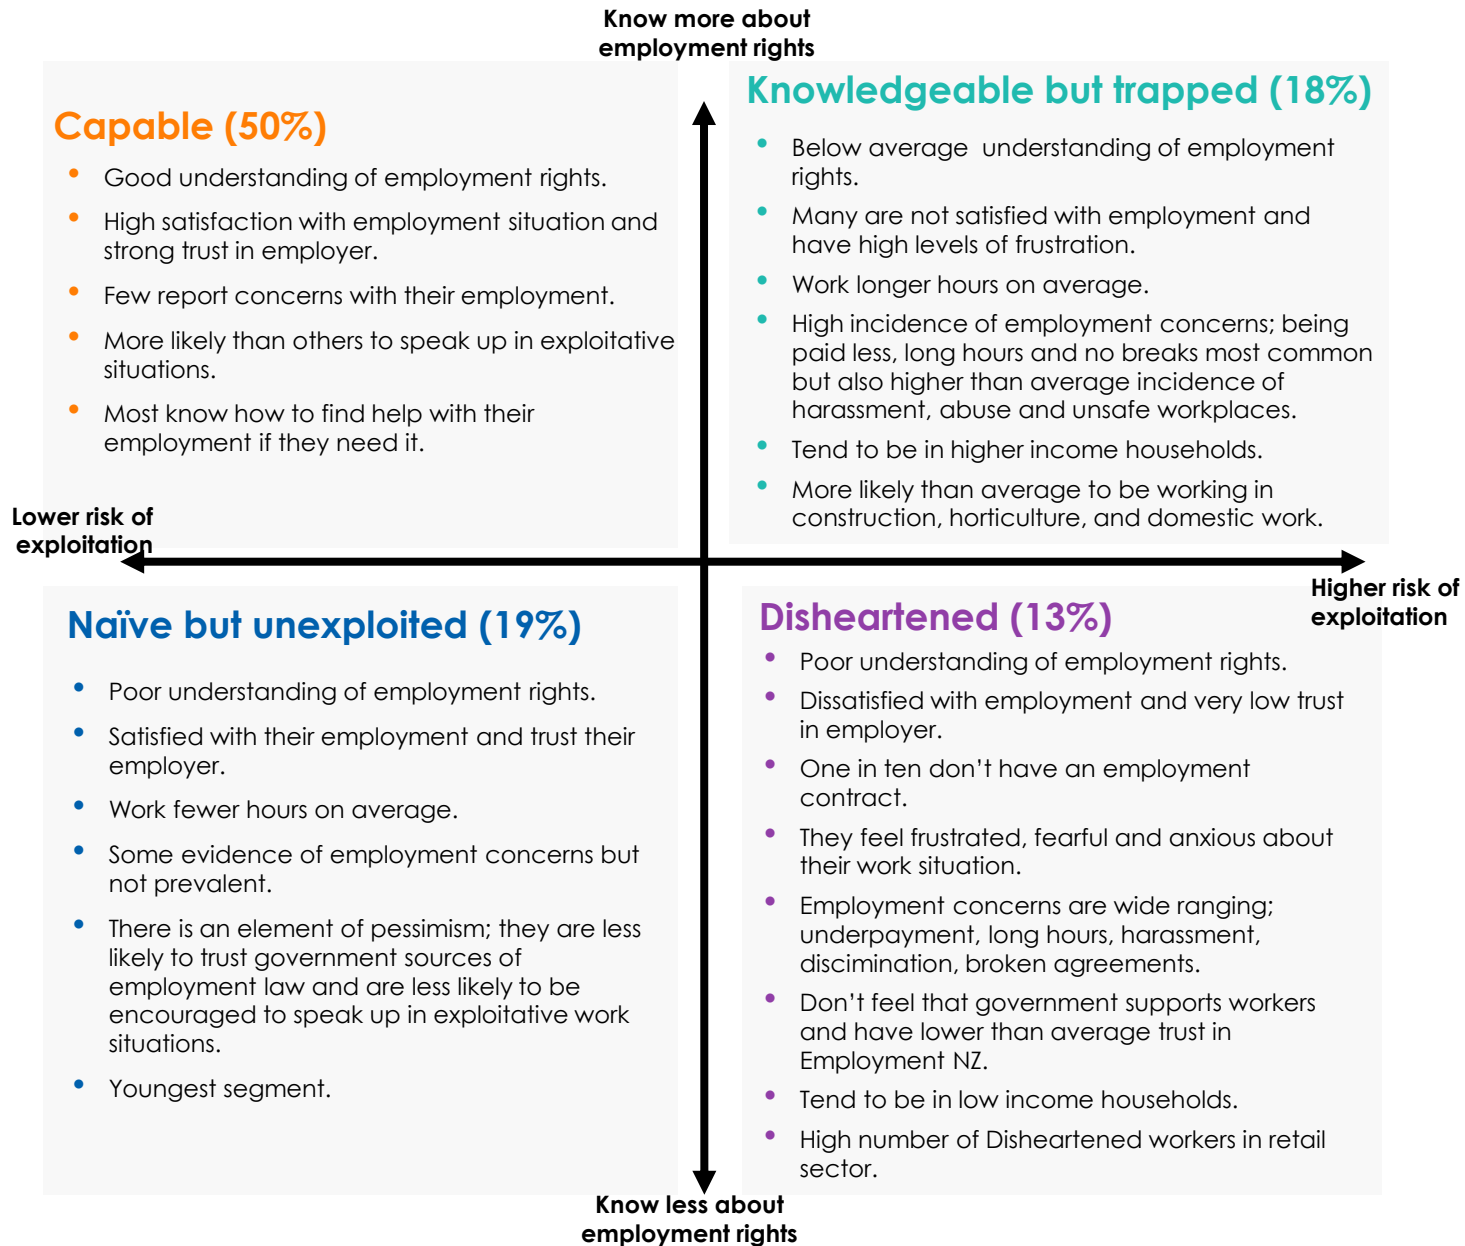 Know more about
employment rights
Capable (50%)
• Good understanding of employment rights.
• High satisfaction with employment situation and
strong trust in employer.
• Few report concerns with their employment.
• More likely than others to speak up in exploitative
situations.
• Most know how to find help with their
employment if they need it.
Knowledgeable but trapped (18%)
• Below average  understanding of employment
rights.
• Many are not satisfied with employment and
have high levels of frustration.
• Work longer hours on average.
• High incidence of employment concerns; being
paid less, long hours and no breaks most common
but also higher than average incidence of
harassment, abuse and unsafe workplaces.
• Tend to be in higher income households.
• More likely than average to be working in
construction, horticulture, and domestic work.
Lower risk of
exploitation
Higher risk of
exploitation
Naïve but unexploited (19%)
• Poor understanding of employment rights.
• Satisfied with their employment and trust their
employer.
• Work fewer hours on average.
• Some evidence of employment concerns but
not prevalent.
• There is an element of pessimism; they are less
likely to trust government sources of
employment law and are less likely to be
encouraged to speak up in exploitative work
situations.
• Youngest segment.
Disheartened (13%)
• Poor understanding of employment rights.
• Dissatisfied with employment and very low trust
in employer.
• One in ten don’t have an employment
contract.
• They feel frustrated, fearful and anxious about
their work situation.
• Employment concerns are wide ranging;
underpayment, long hours, harassment,
discimination, broken agreements.
• Don’t feel that government supports workers
and have lower than average trust in
Employment NZ.
• Tend to be in low income households.
• High number of Disheartened workers in retail
sector.
Know less about
employment rights